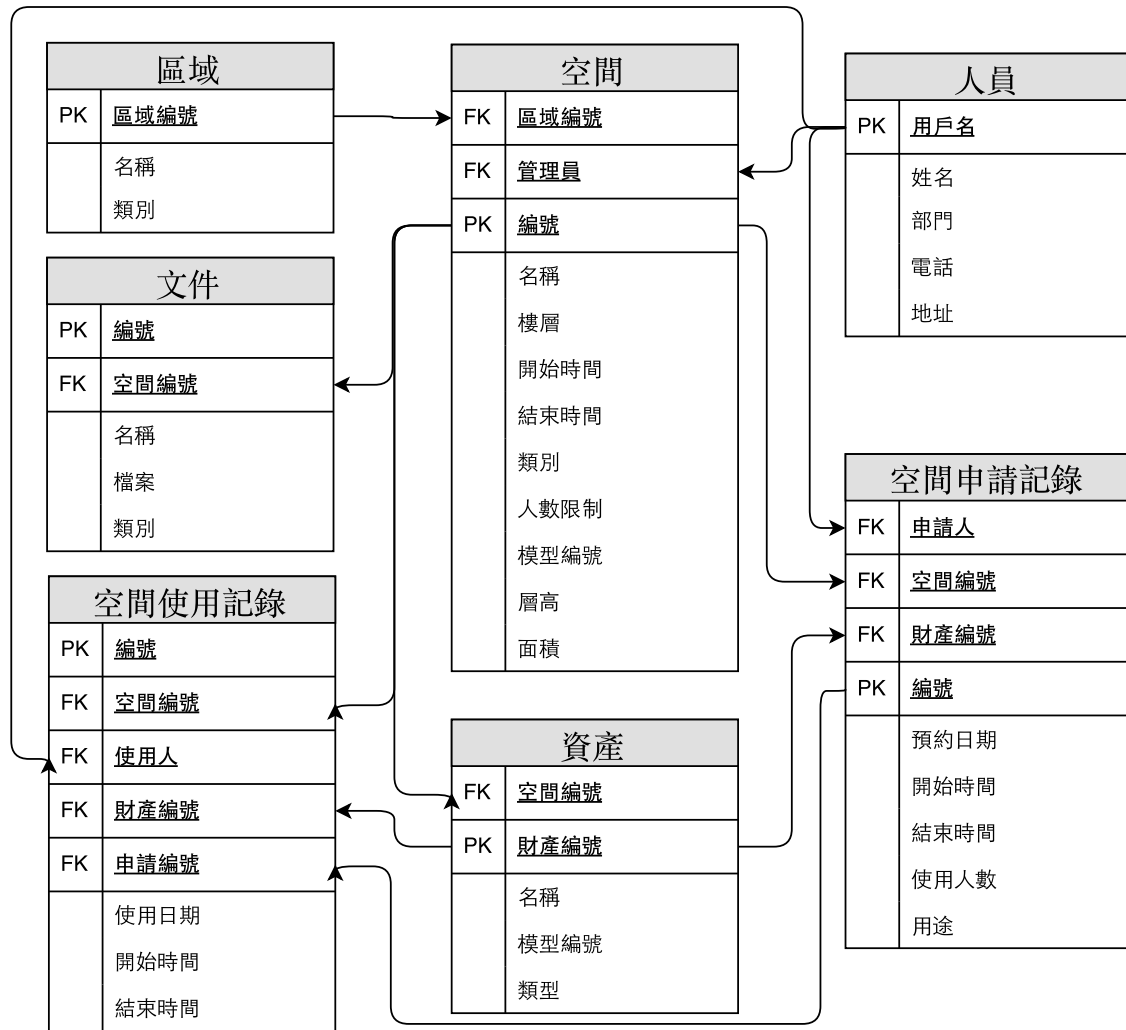 區域
PK 區域編號
名稱
類別
文件
PK 編號
FK 空間編號
名稱
檔案
類別
空間使用記錄
PK 編號
FK 空間編號
FK 使用人
FK 財產編號
FK 申請編號
使用日期
開始時間
結束時間
空間
FK 區域編號
FK 管理員
PK 編號
名稱
樓層
開始時間
結束時間
類別
人數限制
模型編號
層高
面積
資產
FK 空間編號
PK 財產編號
名稱
模型編號
類型
人員
PK 用戶名
姓名
部門
電話
地址
空間申請記錄
FK 申請人
FK 空間編號
FK 財產編號
PK 編號
預約日期
開始時間
結束時間
使用人數
用途